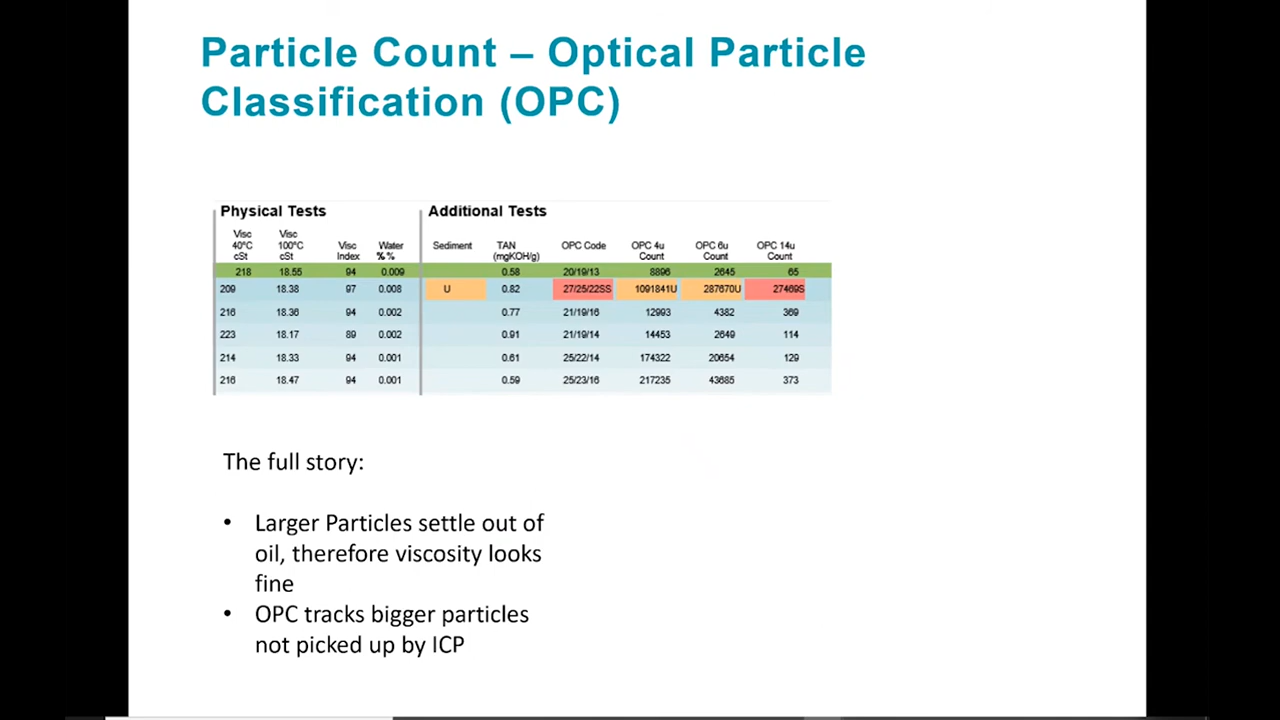 Particle Count – Optical Particle
Classification (OPC)
Physical Tests Additional Tests
Visc 40°C cSt Visc 100°C cSt Visc Index Water %% Sediment TAN (mgKOH/g) OPC Code OPC 4u Count OPC 6u Count OPC 14u Count
218 18.55 94 0.009 0.58 20/19/13 8896 2645 65
209 18.38 97 0.008 U 0.82 27/25/22SS 1091841U 287670U 27469S
216 18.36 94 0.002 0.77 21/19/16 12993 4382 369
223 18.17 89 0.002 0.91 21/19/14 14453 2649 114
214 18.33 94 0.001 0.61 25/22/14 174322 20654 129
216 18.47 94 0.001 0.59 25/23/16 217235 43685 373
The full story:
• Larger Particles settle out of
oil, therefore viscosity looks
fine
• OPC tracks bigger particles
not picked up by ICP